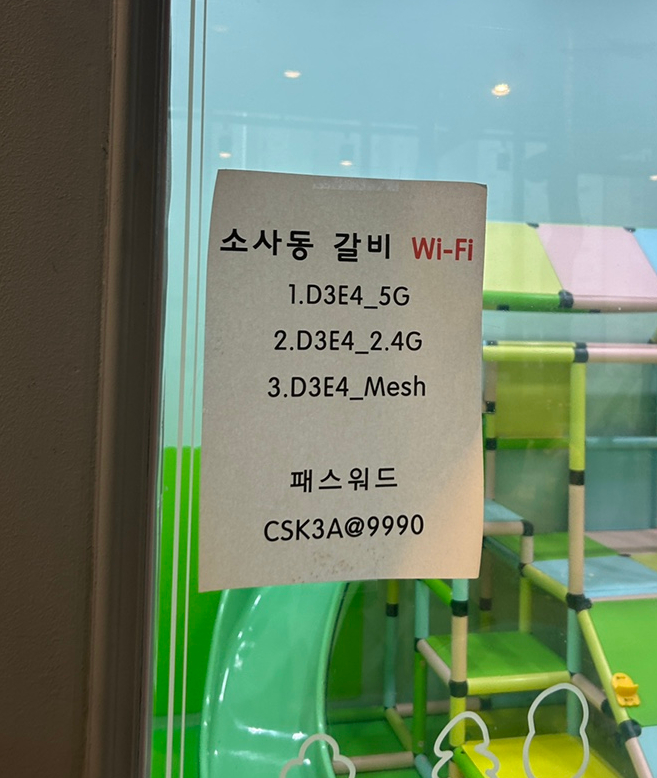 소사동 갈비 Wi-Fi
1.D3E4_5G
2.D3E4_2.4G
3.D3E4_Mesh
패스워드
CSK3A@9990